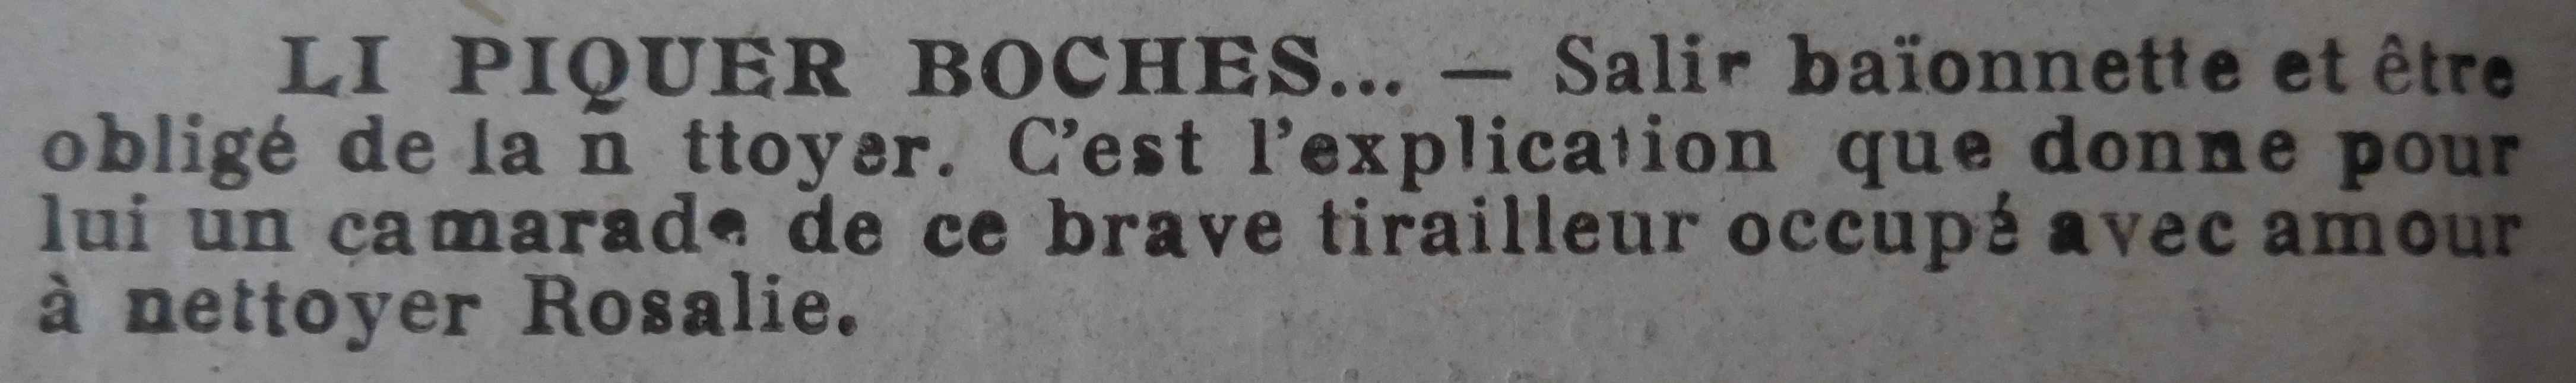 LI PIQUER BOCHES... — Salir baïonnette et être
obligé de la n ttoyer. C'est l'explication que donne pour
lui un camarade de ce brave tirailleur occupé avec amour
à nettoyer Rosalie.